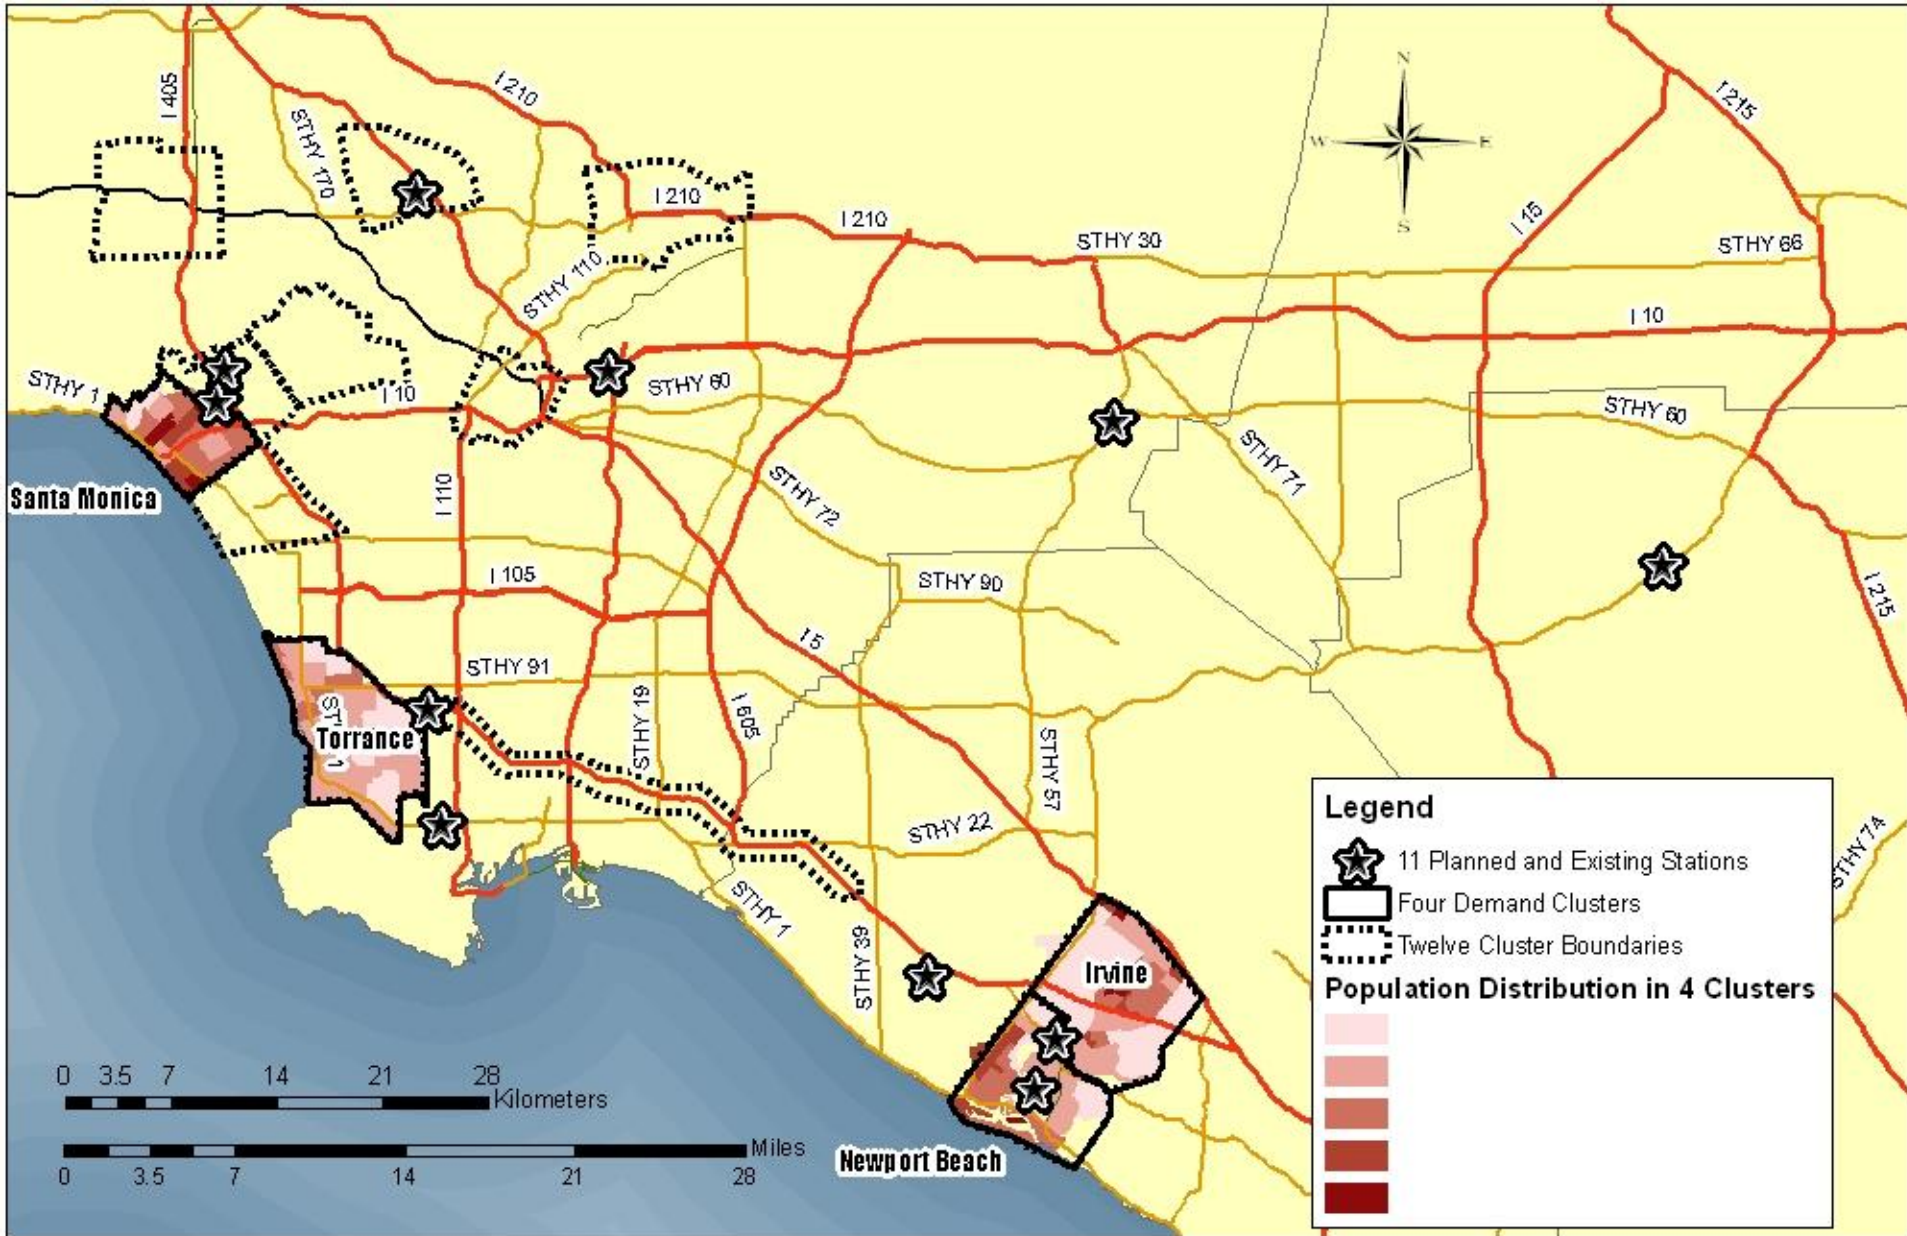 I 405
I 210
STHY 170
N
W
E
S
I 215
I 210
I 210
I 15
STHY 30
STHY 66
STHY 110
I 10
STHY 1
I 10
STHY 60
STHY 60
STHY 71
Santa Monica
I 110
STHY 72
I 105
STHY 90
I 215
I 5
STHY 91
ST
1
Torrance
STHY 19
I 605
STHY 57
STHY 22
STHY 1
STHY 39
STHY 74
Irvine
Newport Beach
0 3.5 7 14 21 28
Kilometers
Miles
0 3.5 7 14 21 28
Legend
11 Planned and Existing Stations
Four Demand Clusters
Twelve Cluster Boundaries
Population Distribution in 4 Clusters